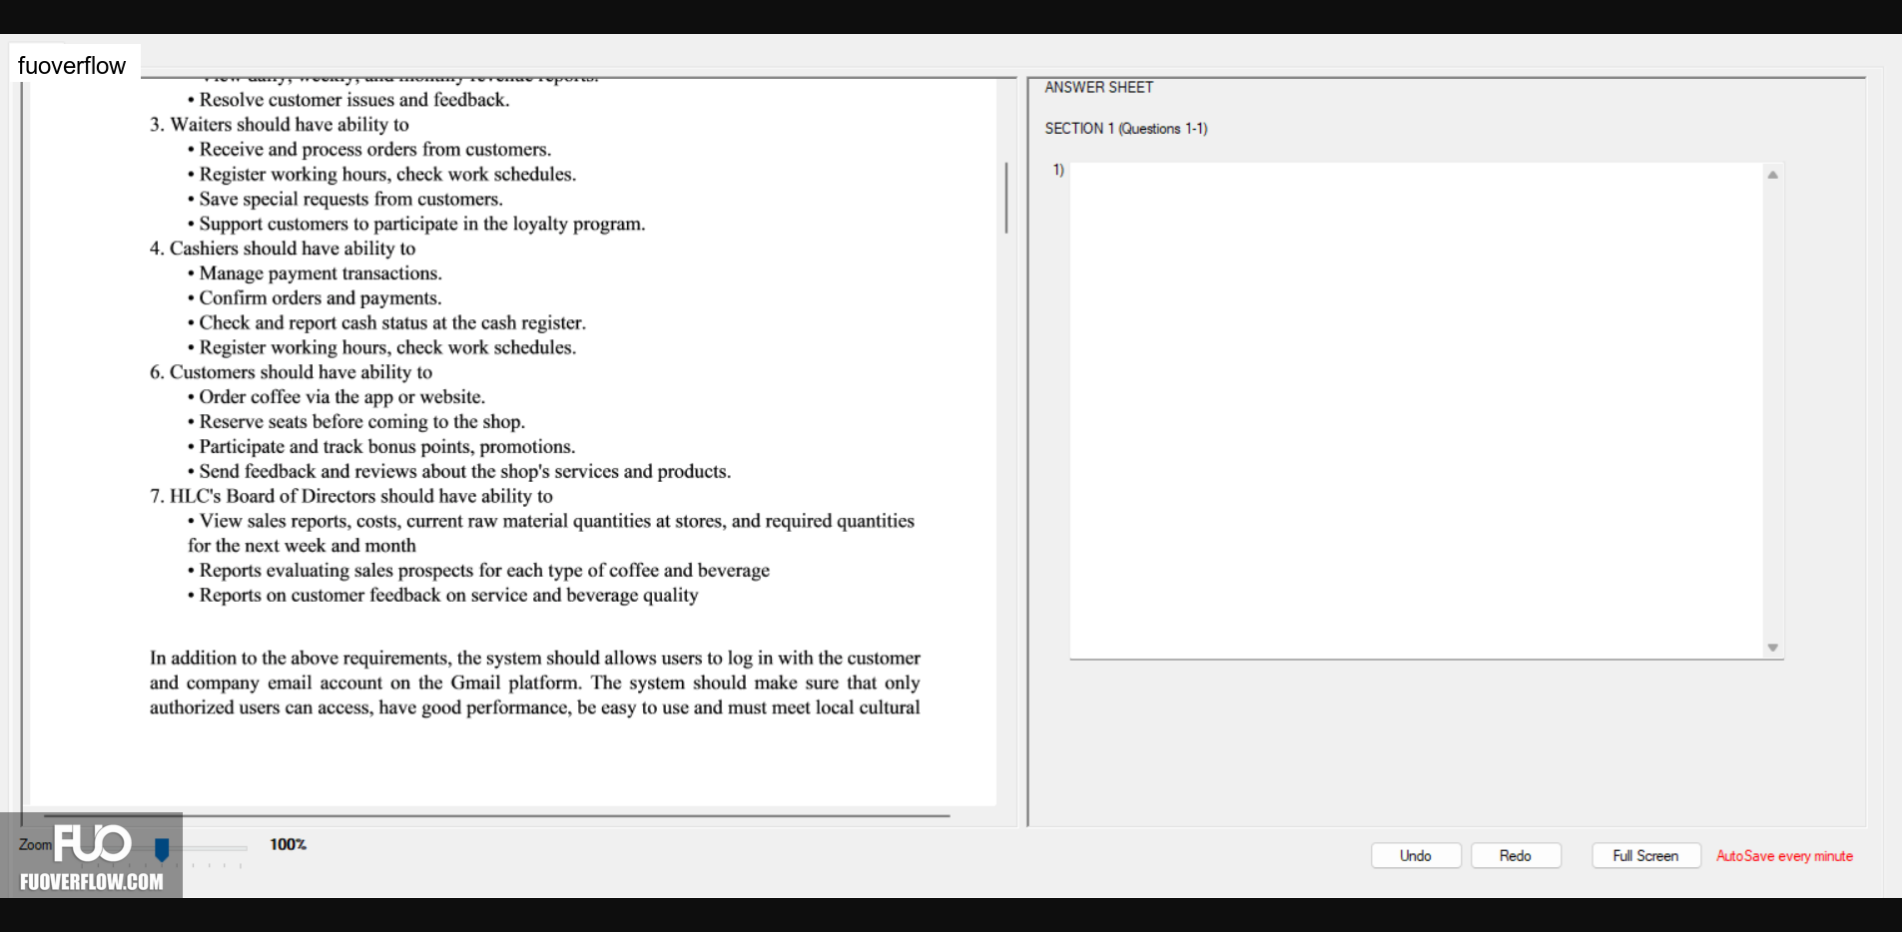 fuoverflow
View daily, weekly, and monthly revenue reports.
• Resolve customer issues and feedback.
3. Waiters should have ability to
• Receive and process orders from customers.
• Register working hours, check work schedules.
• Save special requests from customers.
• Support customers to participate in the loyalty program.
4. Cashiers should have ability to
• Manage payment transactions.
• Confirm orders and payments.
• Check and report cash status at the cash register.
• Register working hours, check work schedules.
6. Customers should have ability to
• Order coffee via the app or website.
• Reserve seats before coming to the shop.
• Participate and track bonus points, promotions.
• Send feedback and reviews about the shop's services and products.
7. HLC's Board of Directors should have ability to
• View sales reports, costs, current raw material quantities at stores, and required quantities
for the next week and month
• Reports evaluating sales prospects for each type of coffee and beverage
• Reports on customer feedback on service and beverage quality
In addition to the above requirements, the system should allows users to log in with the customer
and company email account on the Gmail platform. The system should make sure that only
authorized users can access, have good performance, be easy to use and must meet local cultural
ANSWER SHEET
SECTION 1 (Questions 1-1)
1)
Zoom
100%
FUO
FUOVERFLOW.COM
Undo
Redo
Full Screen
AutoSave every minute